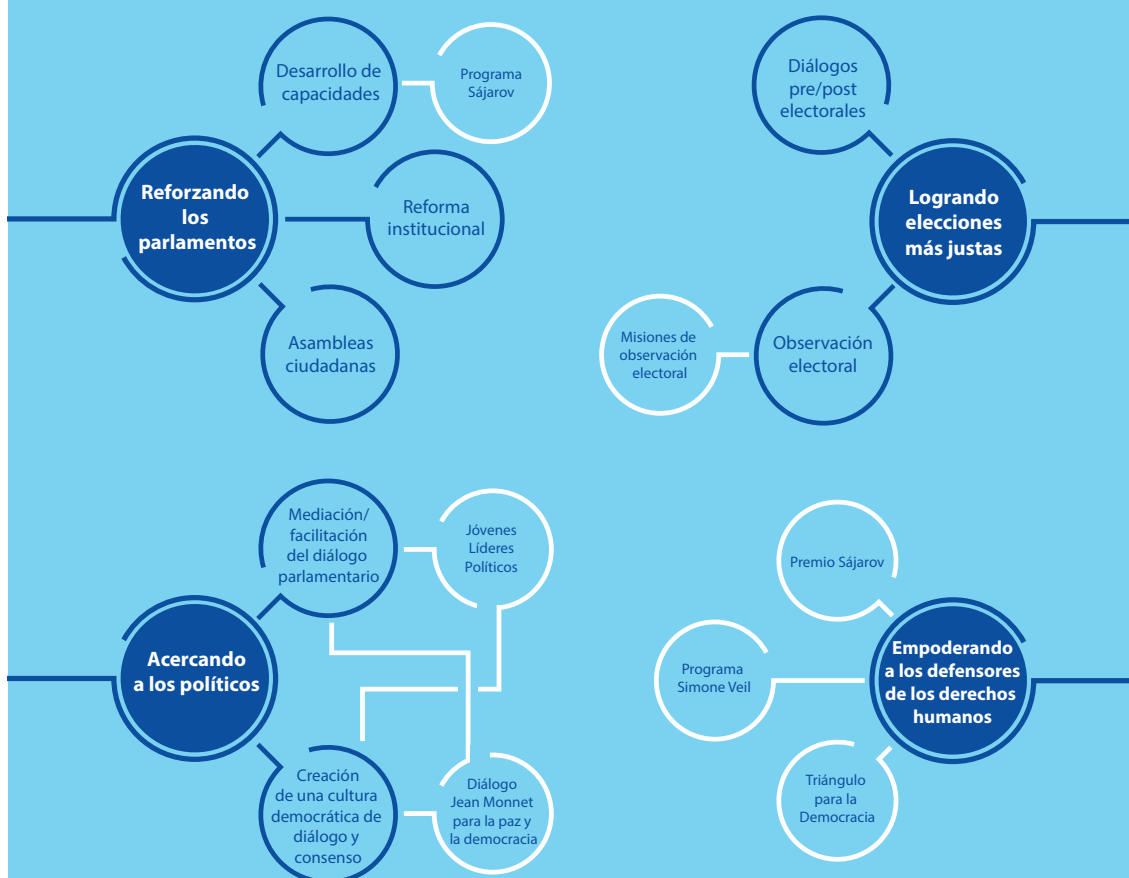 Desarrollo de
capacidades
Programa
Sájarov
Reforzando
los
parlamentos
Reforma
institucional
Asambleas
ciudadanas
Diálogos
pre/post
electorales
Logrando
elecciones
más justas
Misiones de
observación
electoral
Observación
electoral
Mediación/
facilitación
del diálogo
parlamentario
Jóvenes
Líderes
Políticos
Acercando
a los políticos
Creación
de una cultura
democrática de
diálogo y
consenso
Diálogo
Jean Monnet
para la paz y
la democracia
Premio Sájarov
Programa
Simone Veil
Empoderando
a los defensores
de los derechos
humanos
Triángulo
para la
Democracia